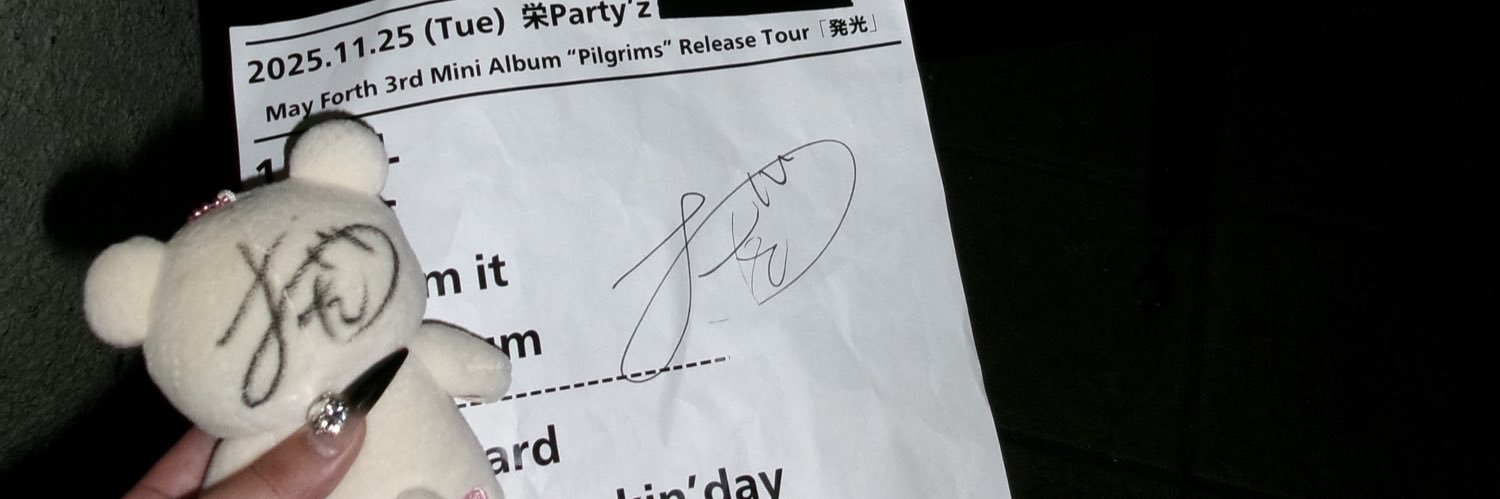 2025.11.25 (Tue) 栄Party'z
May Forth 3rd Mini Album “Pilgrims” Release Tour「発光」
1
m it
um
ard
kin'day